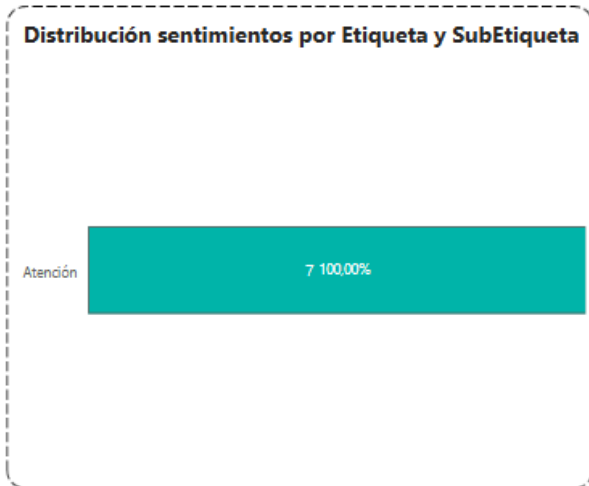 Distribución sentimientos por Etiqueta y SubEtiqueta
Atención
7 100,00%